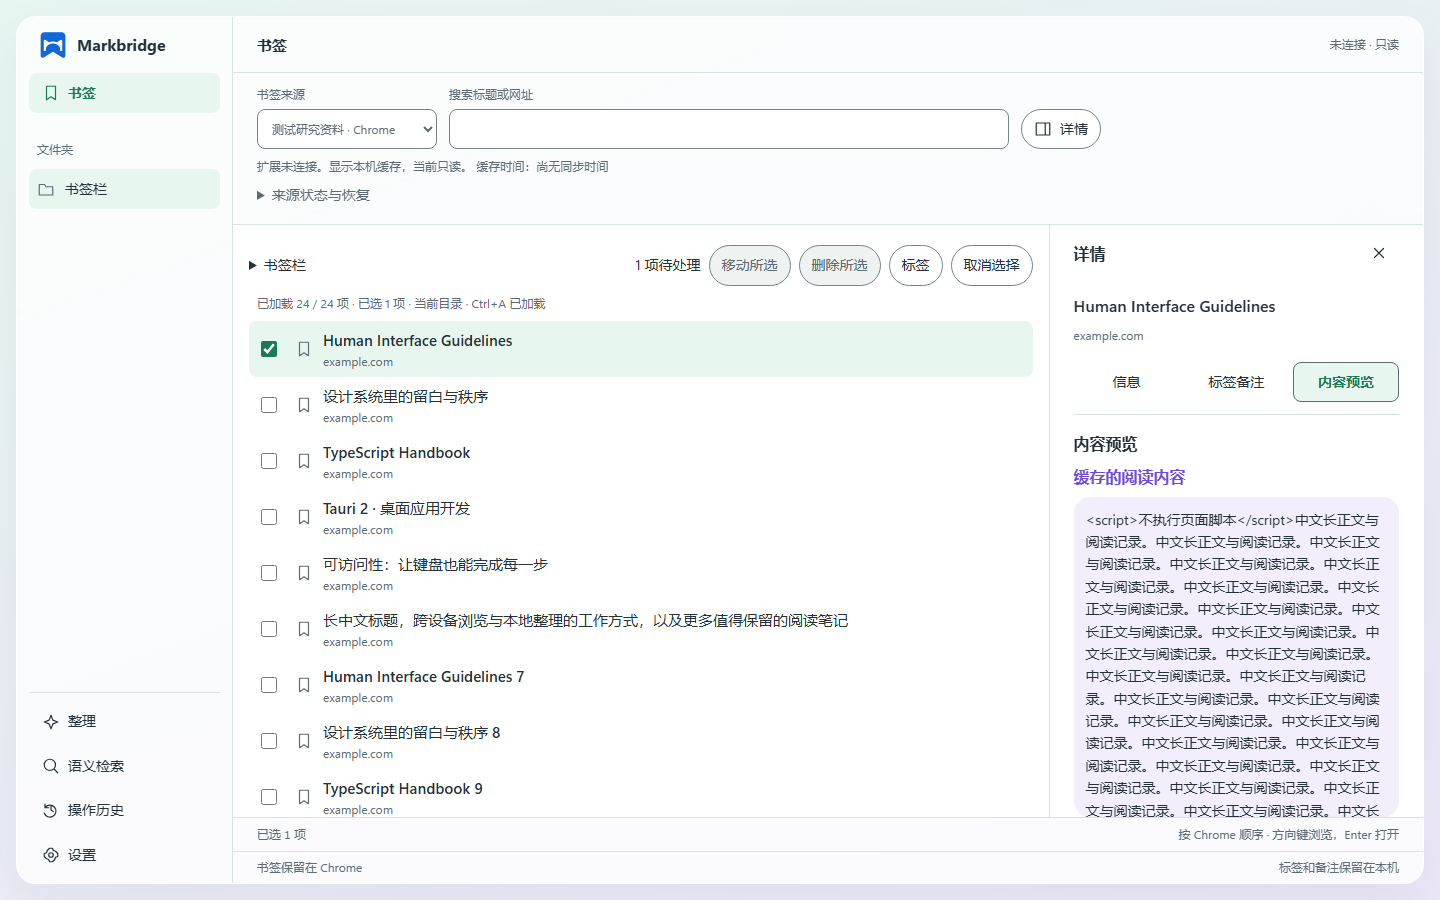 Markbridge
书签
文件夹
书签栏
整理
语义检索
操作历史
设置
书签
未连接 · 只读
书签来源
搜索标题或网址
测试研究资料 · Chrome
详情
扩展未连接。显示本机缓存，当前只读。 缓存时间：尚无同步时间
来源状态与恢复
书签栏
1 项待处理
移动所选
删除所选
标签
取消选择
已加载 24 / 24 项 · 已选 1 项 · 当前目录 · Ctrl+A 已加载
Human Interface Guidelines
example.com
设计系统里的留白与秩序
example.com
TypeScript Handbook
example.com
Tauri 2 · 桌面应用开发
example.com
可访问性：让键盘也能完成每一步
example.com
长中文标题，跨设备浏览与本地整理的工作方式，以及更多值得保留的阅读笔记
example.com
Human Interface Guidelines 7
example.com
设计系统里的留白与秩序 8
example.com
TypeScript Handbook 9
example.com
详情
Human Interface Guidelines
example.com
信息
标签备注
内容预览
内容预览
缓存的阅读内容
<script>不执行页面脚本</script>中文长正文与
阅读记录。中文长正文与阅读记录。中文长正文
与阅读记录。中文长正文与阅读记录。中文长正
文与阅读记录。中文长正文与阅读记录。中文长
正文与阅读记录。中文长正文与阅读记录。中文
长正文与阅读记录。中文长正文与阅读记录。中
文长正文与阅读记录。中文长正文与阅读记录。
中文长正文与阅读记录。中文长正文与阅读记
录。中文长正文与阅读记录。中文长正文与阅读
记录。中文长正文与阅读记录。中文长正文与阅
读记录。中文长正文与阅读记录。中文长正文与
阅读记录。中文长正文与阅读记录。中文长正文
与阅读记录。中文长正文与阅读记录。中文长正
文与阅读记录。中文长正文与阅读记录。中文长
已选 1 项
按 Chrome 顺序 · 方向键浏览，Enter 打开
书签保留在 Chrome
标签和备注保留在本机